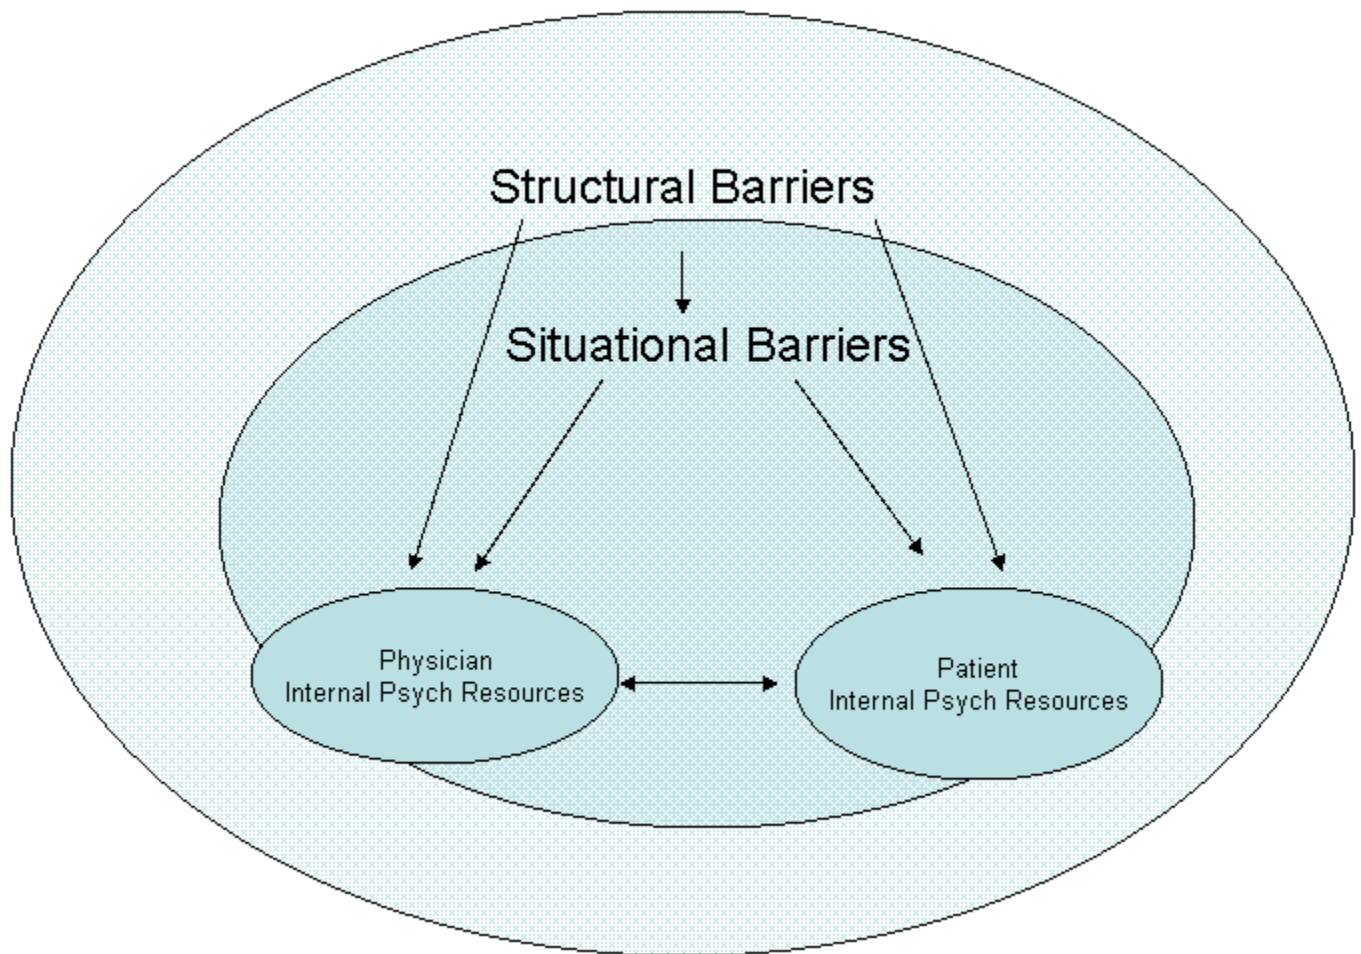 Structural Barriers
Situational Barriers
Physician
Internal Psych Resources
Patient
Internal Psych Resources